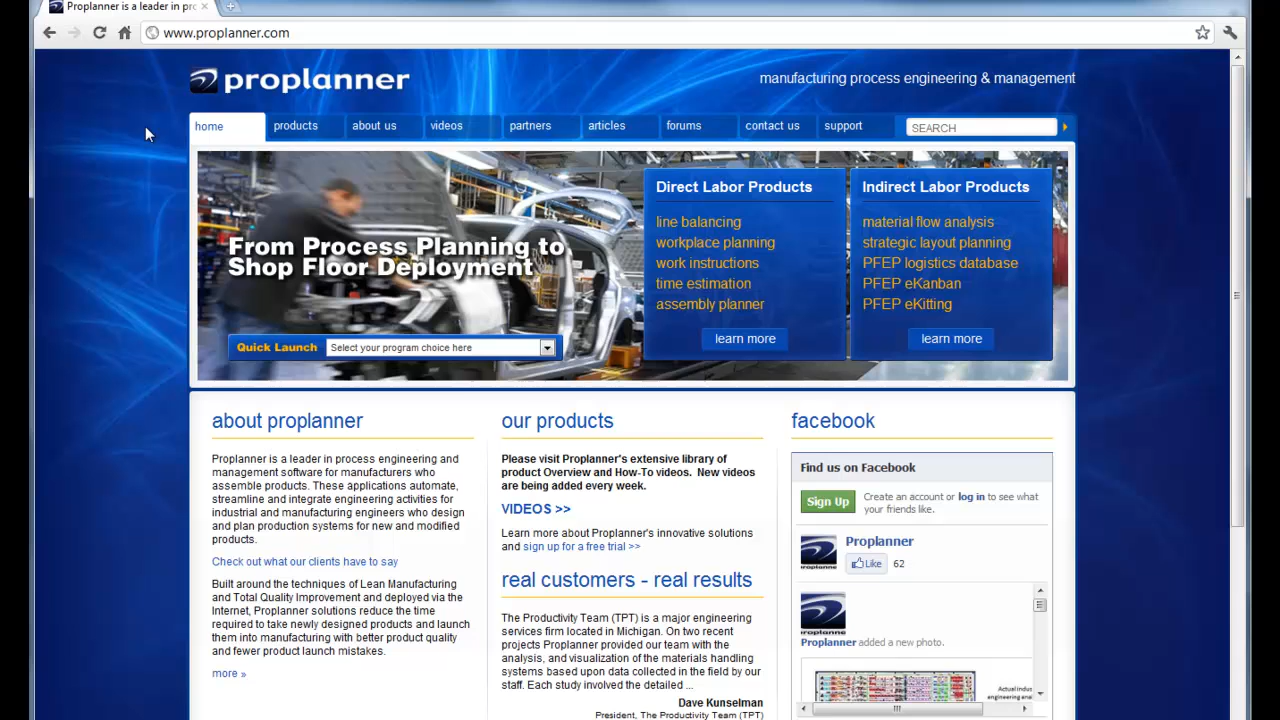 Proplanner is a leader in pro
www.proplanner.com
proplanner
manufacturing process engineering & management
home products about us videos partners articles forums contact us support SEARCH
From Process Planning to
Shop Floor Deployment
Quick Launch Select your program choice here
Direct Labor Products
line balancing
workplace planning
work instructions
time estimation
assembly planner
learn more
Indirect Labor Products
material flow analysis
strategic layout planning
PFEP logistics database
PFEP eKanban
PFEP eKitting
learn more
about proplanner
Proplanner is a leader in process engineering and
management software for manufacturers who
assemble products. These applications automate,
streamline and integrate engineering activities for
industrial and manufacturing engineers who design
and plan production systems for new and modified
products.
Check out what our clients have to say
Built around the techniques of Lean Manufacturing
and Total Quality Improvement and deployed via the
Internet, Proplanner solutions reduce the time
required to take newly designed products and launch
them into manufacturing with better product quality
and fewer product launch mistakes.
more »
our products
Please visit Proplanner's extensive library of
product Overview and How-To videos. New videos
are being added every week.
VIDEOS >>
Learn more about Proplanner's innovative solutions
and sign up for a free trial >>
real customers - real results
The Productivity Team (TPT) is a major engineering
services firm located in Michigan. On two recent
projects Proplanner provided our team with the
analysis, and visualization of the materials handling
systems based upon data collected in the field by our
staff. Each study involved the detailed ...
Dave Kunselman
President, The Productivity Team (TPT)
facebook
Find us on Facebook
Sign Up Create an account or log in to see what
your friends like.
proplanne
Proplanner
Like 62
proplanne
Proplanner added a new photo.
Actual indus
engineering anal